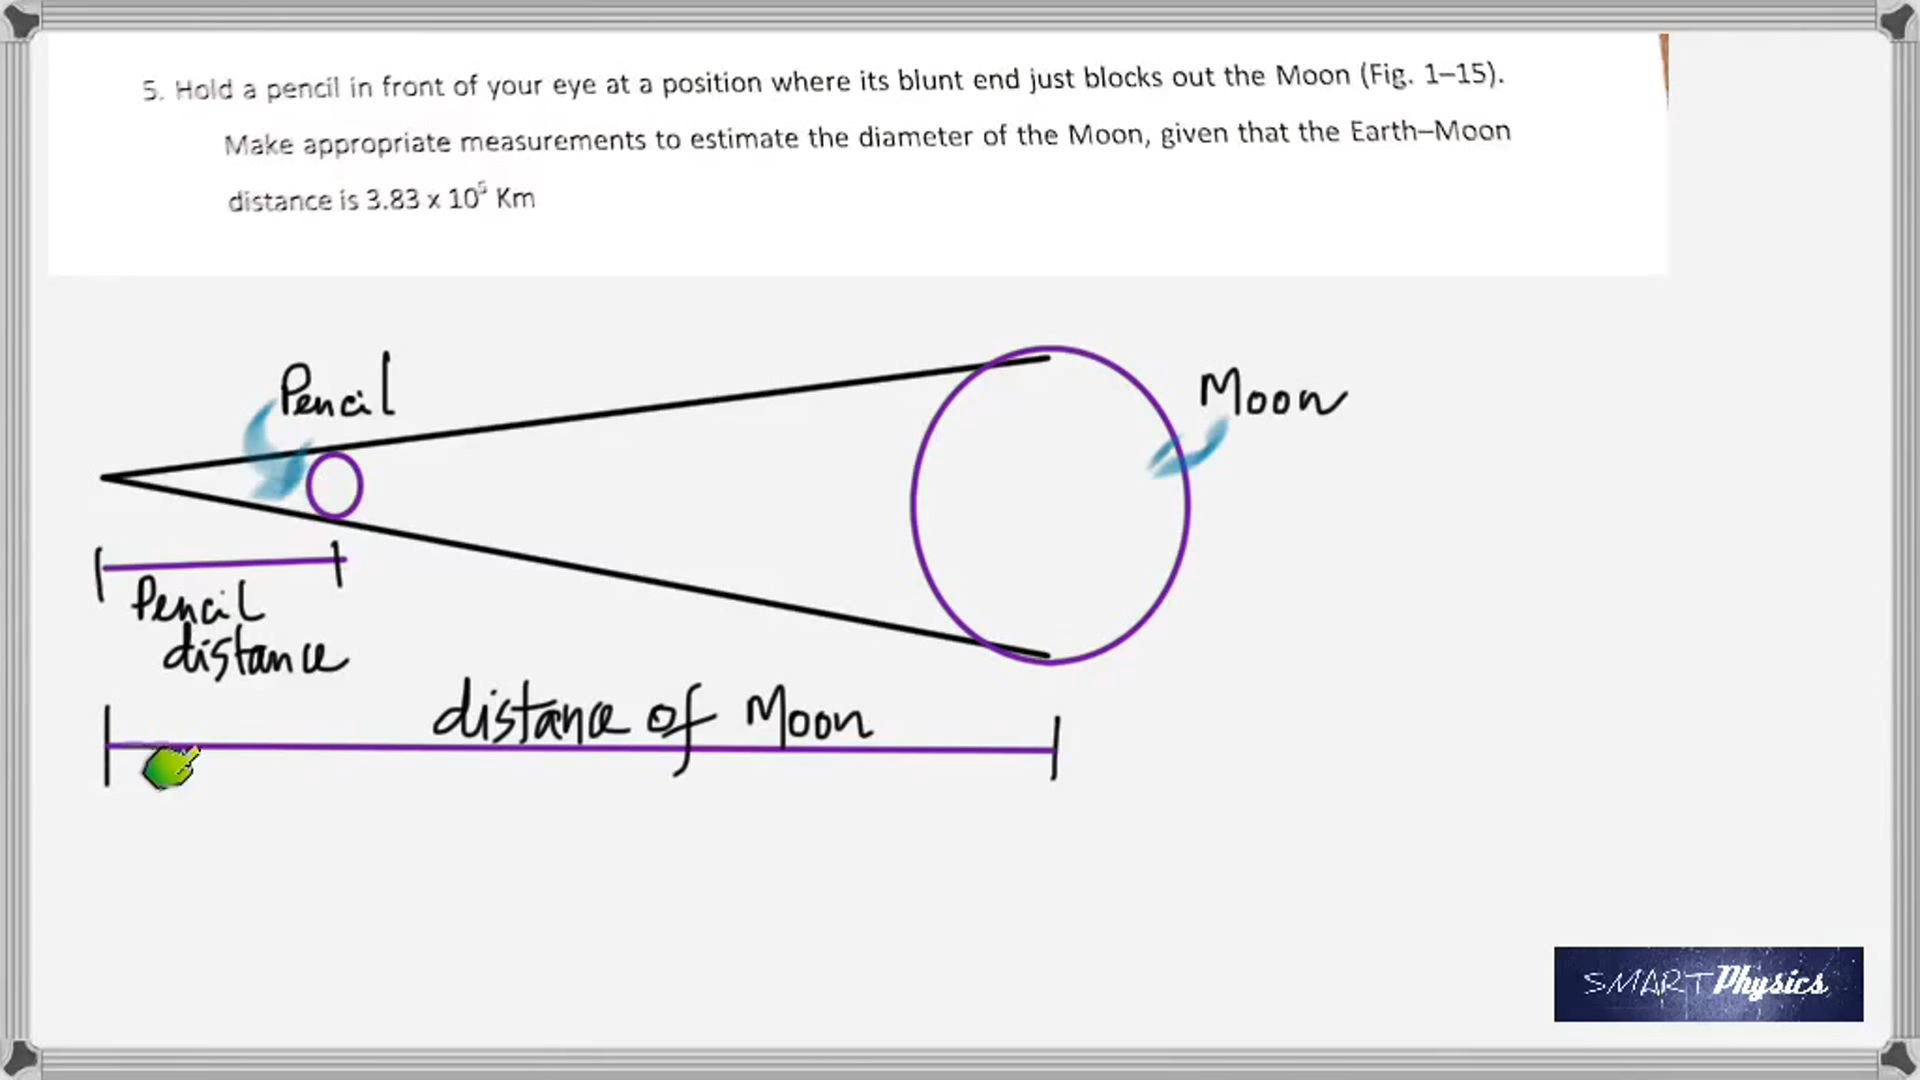 5. Hold a pencil in front of your eye at a position where its blunt end just blocks out the Moon (Fig. 1–15).
Make appropriate measurements to estimate the diameter of the Moon, given that the Earth–Moon
distance is 3.83 x 10⁵ Km
Pencil
Moon
Pencil
distance
distance of Moon
SMART Physics